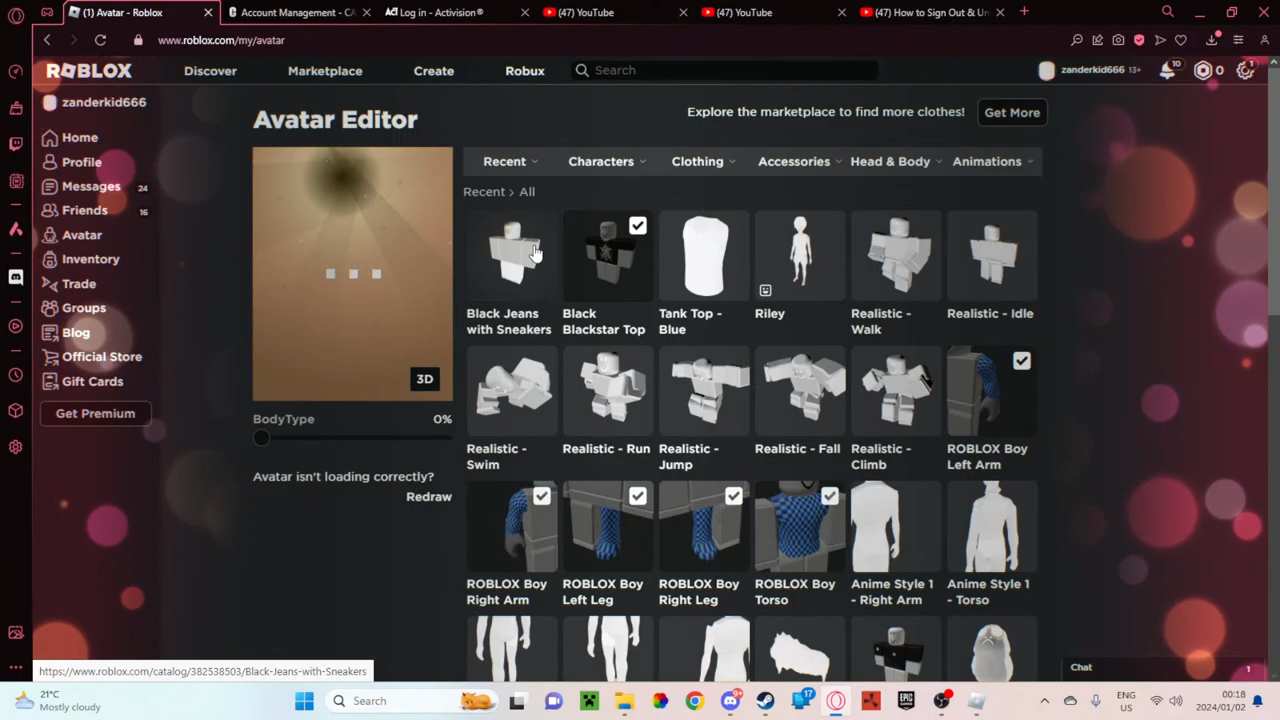 (1) Avatar - Roblox
Account Management - CA
Log in - Activision®
(47) YouTube
(47) YouTube
(47) How to Sign Out & Un
www.roblox.com/my/avatar
ROBLOX
Discover
Marketplace
Create
Robux
Search
zanderkid666 13+
10
0
1
zanderkid666
Home
Profile
Messages 24
Friends 16
Avatar
Inventory
Trade
Groups
Blog
Official Store
Gift Cards
Get Premium
Avatar Editor
Explore the marketplace to find more clothes!
Get More
3D
BodyType 0%
Avatar isn't loading correctly?
Redraw
Recent
Characters
Clothing
Accessories
Head & Body
Animations
Recent > All
Black Jeans
with Sneakers
Black
Blackstar Top
Tank Top -
Blue
Riley
Realistic -
Walk
Realistic - Idle
Realistic -
Swim
Realistic - Run
Realistic -
Jump
Realistic - Fall
Realistic -
Climb
ROBLOX Boy
Left Arm
ROBLOX Boy
Right Arm
ROBLOX Boy
Left Leg
ROBLOX Boy
Right Leg
ROBLOX Boy
Torso
Anime Style 1
- Right Arm
Anime Style 1
- Torso
Chat 1
https://www.roblox.com/catalog/382538503/Black-Jeans-with-Sneakers
21°C
Mostly cloudy
Search
9+
17
ENG
US
00:18
2024/01/02